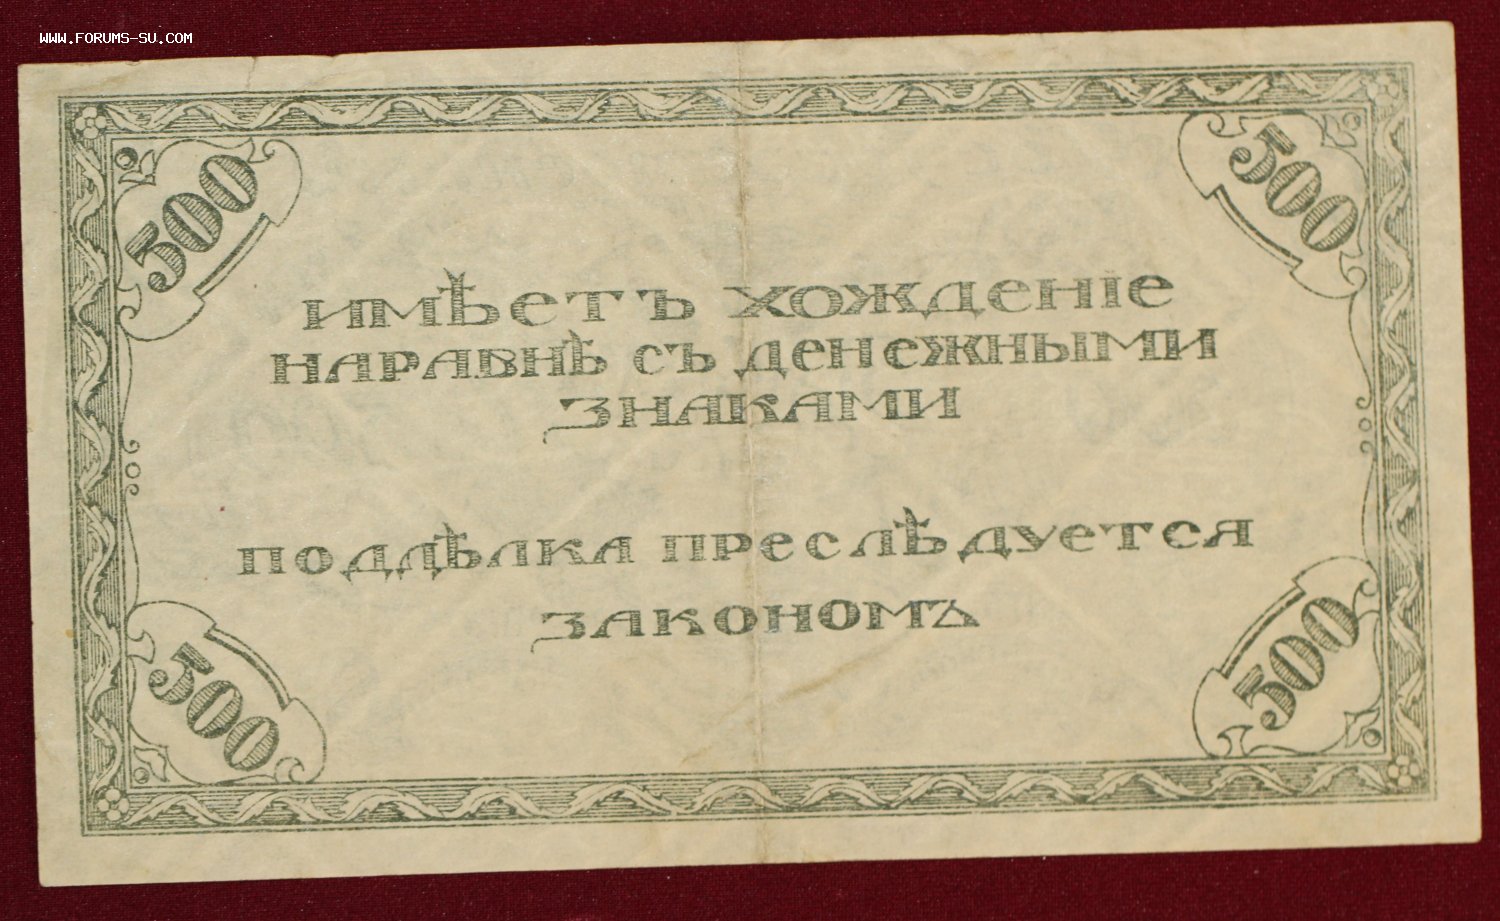 WWW.FORUMS-SU.COM
500
500
ИМѢЕТЪ ХОЖДЕНІЕ
НАРАВНѢ СЪ ДЕНЕЖНЫМИ
ЗНАКАМИ
ПОДДѢЛКА ПРЕСЛѢДУЕТСЯ
ЗАКОНОМЪ
500
500